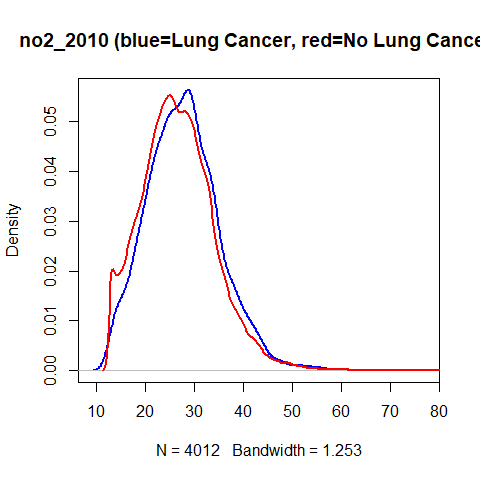 no2_2010 (blue=Lung Cancer, red=No Lung Cance
Density
0.00 0.01 0.02 0.03 0.04 0.05
10 20 30 40 50 60 70 80
N = 4012 Bandwidth = 1.253